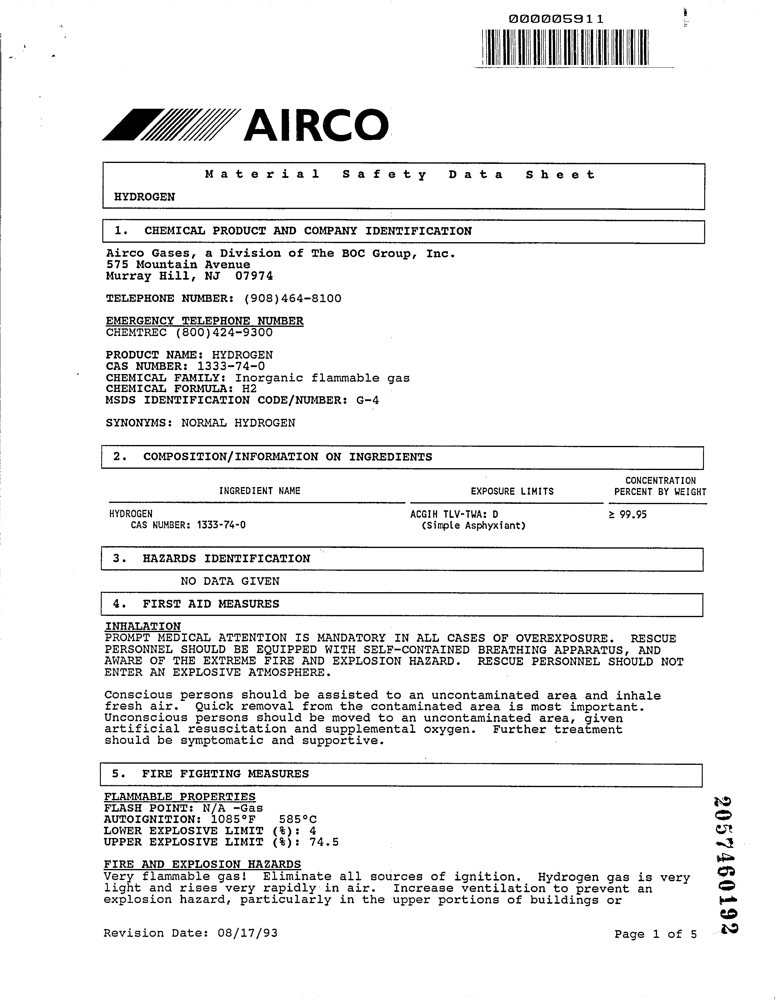 000005911
AIRCO
Material Safety Data Sheet
HYDROGEN
1. CHEMICAL PRODUCT AND COMPANY IDENTIFICATION
Airco Gases, a Division of The BOC Group, Inc.
575 Mountain Avenue
Murray Hill, NJ 07974
TELEPHONE NUMBER: (908)464-8100
EMERGENCY TELEPHONE NUMBER
CHEMTREC (800)424-9300
PRODUCT NAME: HYDROGEN
CAS NUMBER: 1333-74-0
CHEMICAL FAMILY: Inorganic flammable gas
CHEMICAL FORMULA: H2
MSDS IDENTIFICATION CODE/NUMBER: G-4
SYNONYMS: NORMAL HYDROGEN
2. COMPOSITION/INFORMATION ON INGREDIENTS
INGREDIENT NAME EXPOSURE LIMITS CONCENTRATION PERCENT BY WEIGHT
HYDROGEN ACGIH TLV-TWA: D ≥ 99.95
CAS NUMBER: 1333-74-0 (Simple Asphyxiant)
3. HAZARDS IDENTIFICATION
NO DATA GIVEN
4. FIRST AID MEASURES
INHALATION
PROMPT MEDICAL ATTENTION IS MANDATORY IN ALL CASES OF OVEREXPOSURE. RESCUE
PERSONNEL SHOULD BE EQUIPPED WITH SELF-CONTAINED BREATHING APPARATUS, AND
AWARE OF THE EXTREME FIRE AND EXPLOSION HAZARD. RESCUE PERSONNEL SHOULD NOT
ENTER AN EXPLOSIVE ATMOSPHERE.
Conscious persons should be assisted to an uncontaminated area and inhale
fresh air. Quick removal from the contaminated area is most important.
Unconscious persons should be moved to an uncontaminated area, given
artificial resuscitation and supplemental oxygen. Further treatment
should be symptomatic and supportive.
5. FIRE FIGHTING MEASURES
FLAMMABLE PROPERTIES
FLASH POINT: N/A -Gas
AUTOIGNITION: 1085°F 585°C
LOWER EXPLOSIVE LIMIT (%): 4
UPPER EXPLOSIVE LIMIT (%): 74.5
FIRE AND EXPLOSION HAZARDS
Very flammable gas! Eliminate all sources of ignition. Hydrogen gas is very
light and rises very rapidly in air. Increase ventilation to prevent an
explosion hazard, particularly in the upper portions of buildings or
Revision Date: 08/17/93 Page 1 of 5
2057460192